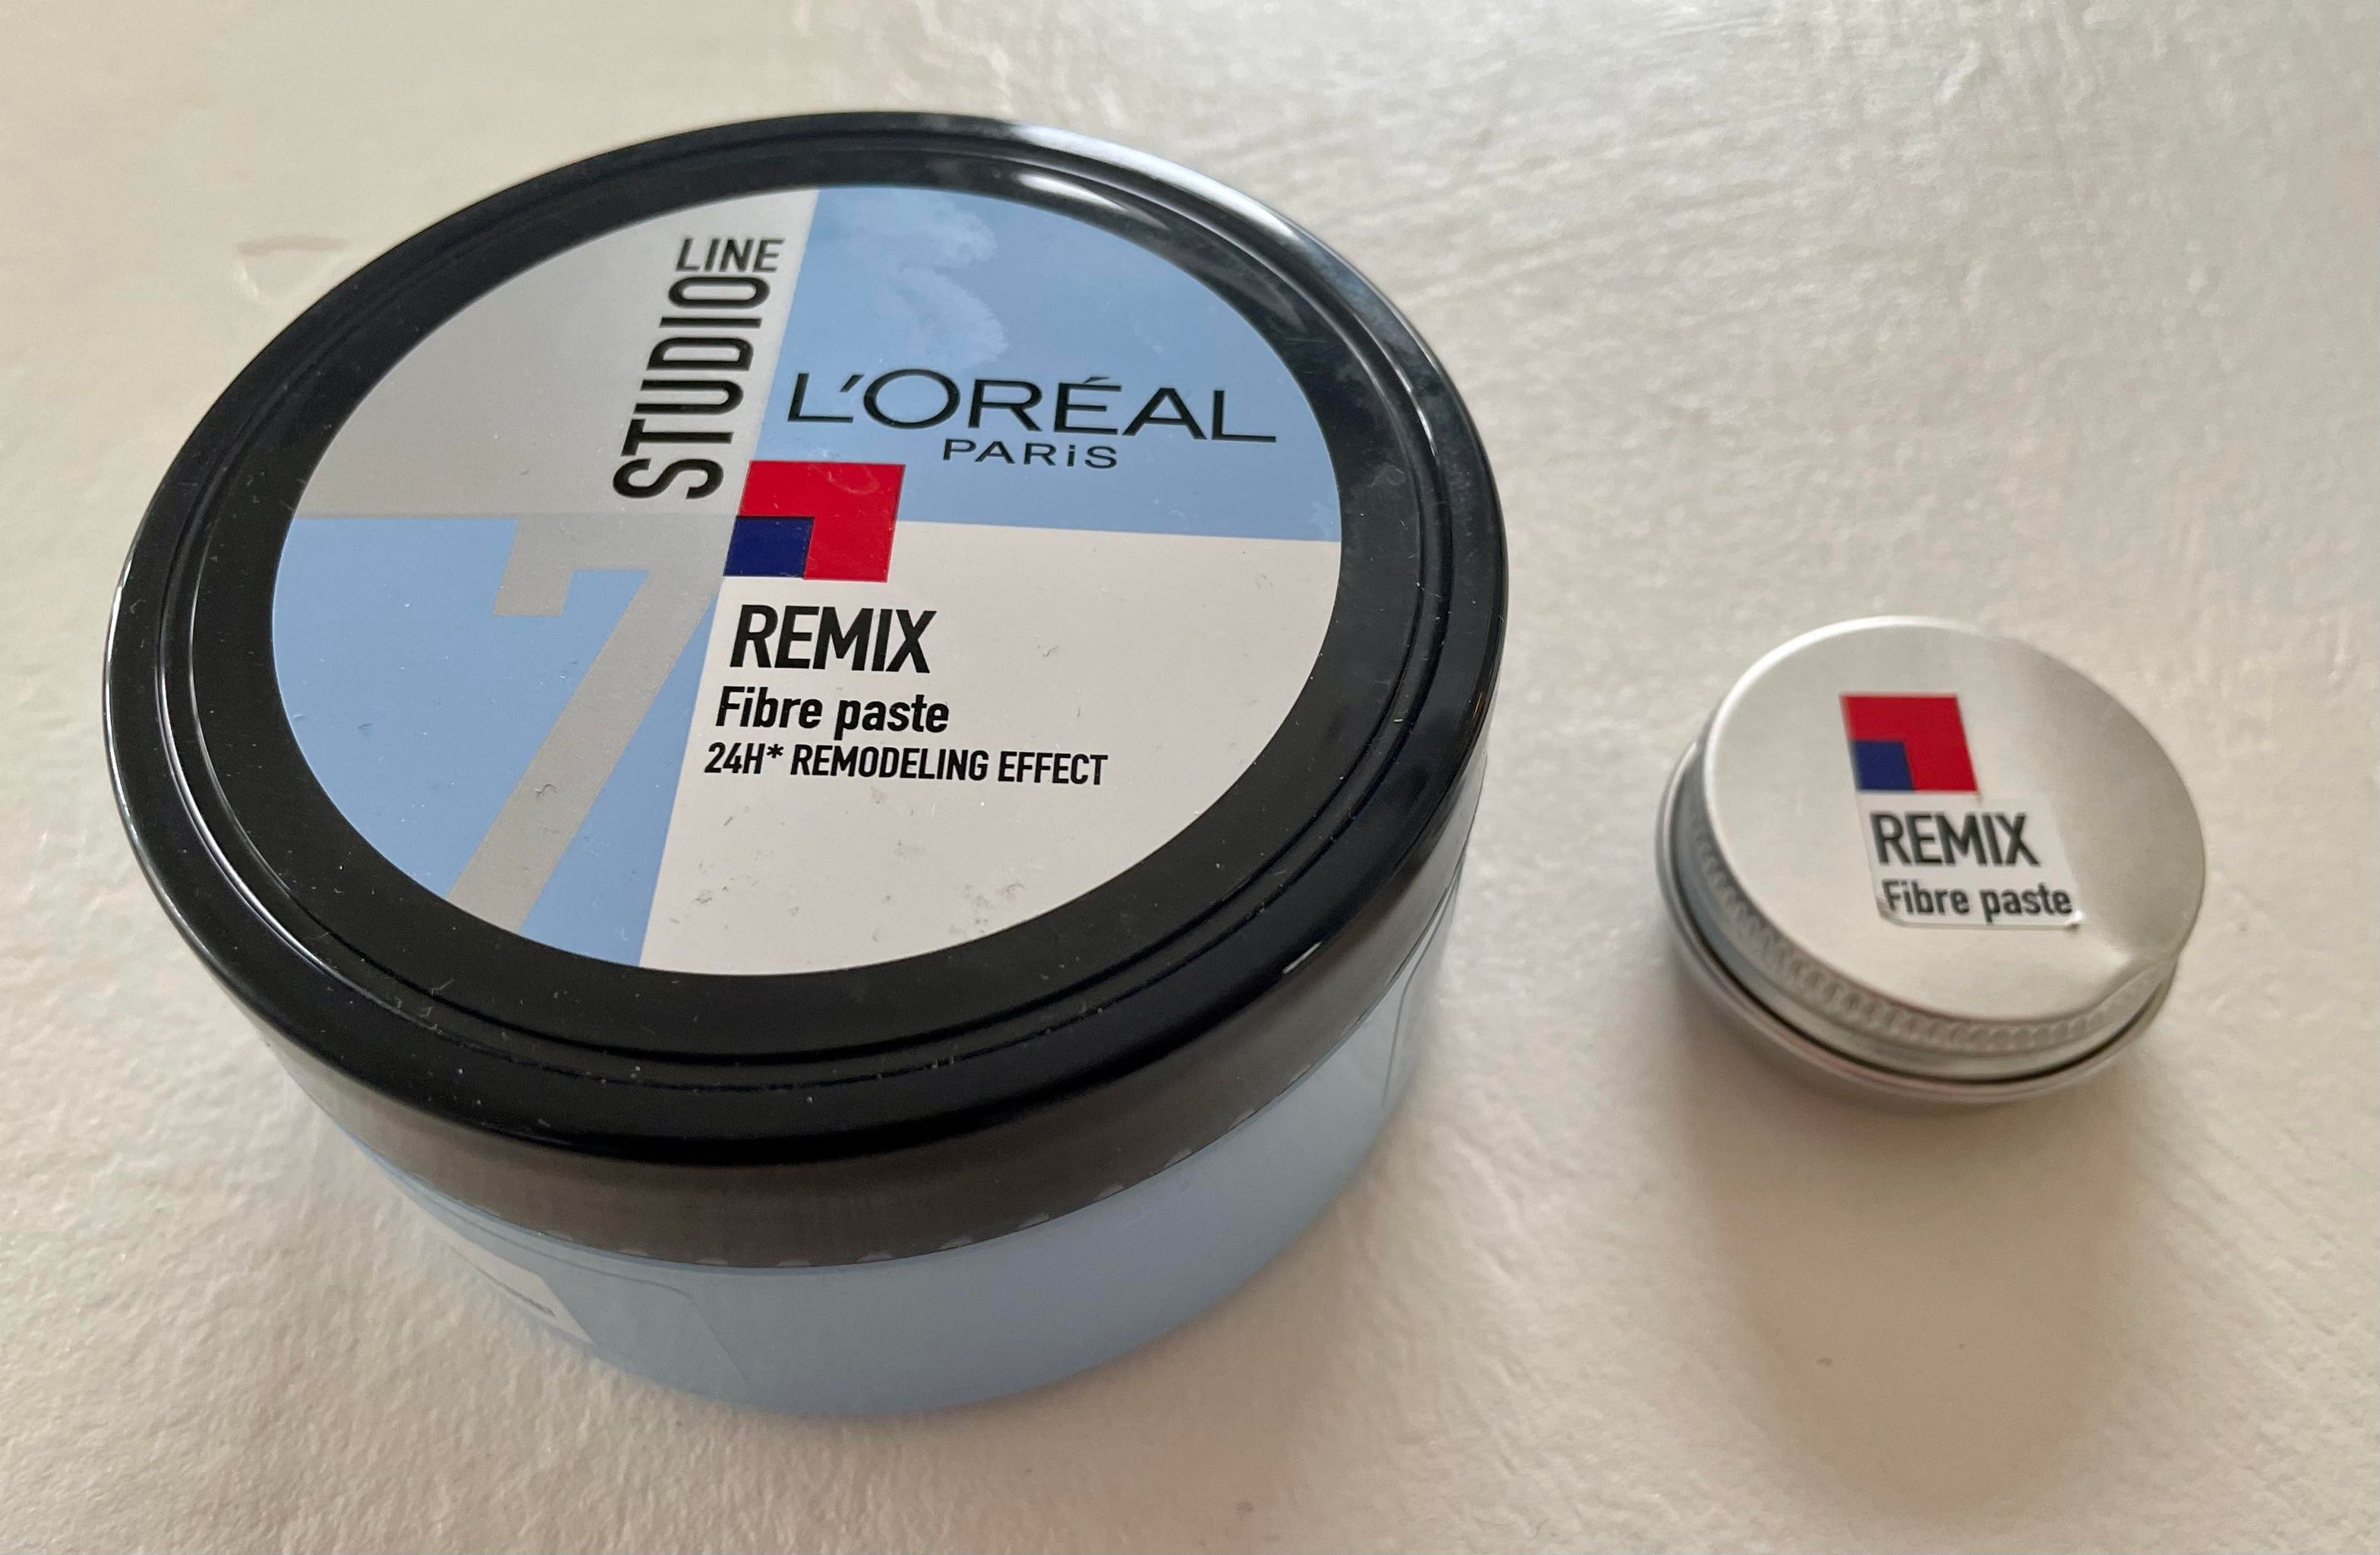 STUDIO
LINE
L'ORÉAL
PARiS
7
REMIX
Fibre paste
24H* REMODELING EFFECT
REMIX
Fibre paste